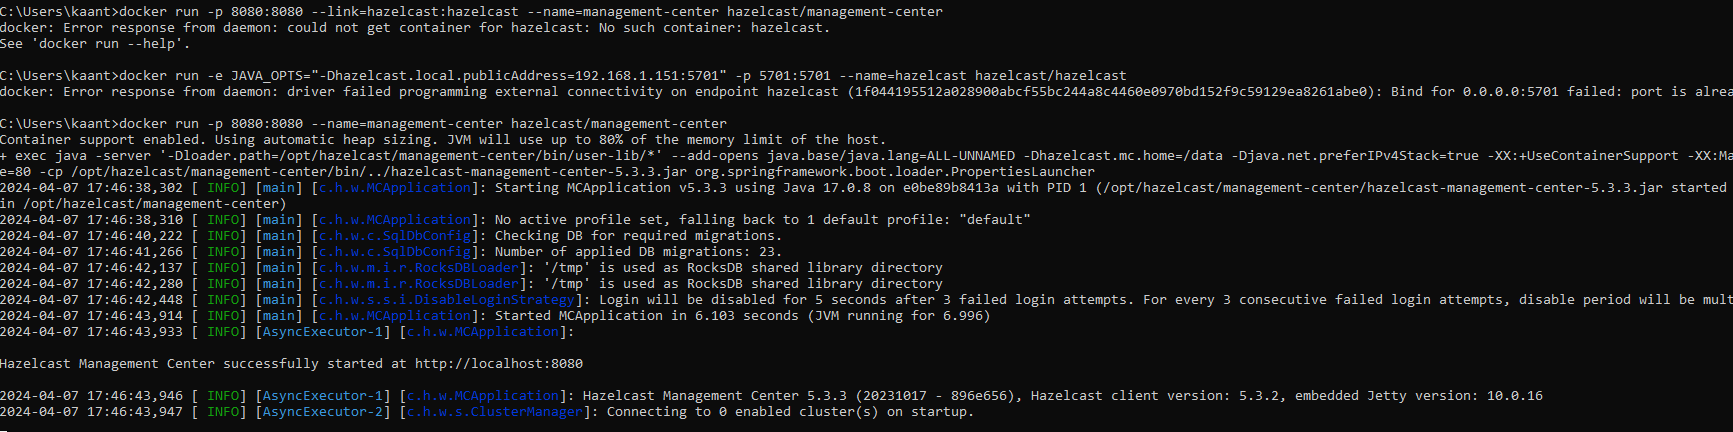 C:\Users\kaant>docker run -p 8080:8080 --link=hazelcast:hazelcast --name=management-center hazelcast/management-center
docker: Error response from daemon: could not get container for hazelcast: No such container: hazelcast.
See 'docker run --help'.
C:\Users\kaant>docker run -e JAVA_OPTS="-Dhazelcast.local.publicAddress=192.168.1.151:5701" -p 5701:5701 --name=hazelcast hazelcast/hazelcast
docker: Error response from daemon: driver failed programming external connectivity on endpoint hazelcast (1f044195512a028900abcf55bc244a8c4460e0970bd152f9c59129ea8261abe0): Bind for 0.0.0.0:5701 failed: port is alrea
C:\Users\kaant>docker run -p 8080:8080 --name=management-center hazelcast/management-center
Container support enabled. Using automatic heap sizing. JVM will use up to 80% of the memory limit of the host.
+ exec java -server '-Dloader.path=/opt/hazelcast/management-center/bin/user-lib/*' --add-opens java.base/java.lang=ALL-UNNAMED -Dhazelcast.mc.home=/data -Djava.net.preferIPv4Stack=true -XX:+UseContainerSupport -XX:Ma
e=80 -cp /opt/hazelcast/management-center/bin/../hazelcast-management-center-5.3.3.jar org.springframework.boot.loader.PropertiesLauncher
2024-04-07 17:46:38,302 [ INFO] [main] [c.h.w.MCApplication]: Starting MCApplication v5.3.3 using Java 17.0.8 on e0be89b8413a with PID 1 (/opt/hazelcast/management-center/hazelcast-management-center-5.3.3.jar started
in /opt/hazelcast/management-center)
2024-04-07 17:46:38,310 [ INFO] [main] [c.h.w.MCApplication]: No active profile set, falling back to 1 default profile: "default"
2024-04-07 17:46:40,222 [ INFO] [main] [c.h.w.c.SqlDbConfig]: Checking DB for required migrations.
2024-04-07 17:46:41,266 [ INFO] [main] [c.h.w.c.SqlDbConfig]: Number of applied DB migrations: 23.
2024-04-07 17:46:42,137 [ INFO] [main] [c.h.w.m.i.r.RocksDBLoader]: '/tmp' is used as RocksDB shared library directory
2024-04-07 17:46:42,280 [ INFO] [main] [c.h.w.m.i.r.RocksDBLoader]: '/tmp' is used as RocksDB shared library directory
2024-04-07 17:46:42,448 [ INFO] [main] [c.h.w.s.s.i.DisableLoginStrategy]: Login will be disabled for 5 seconds after 3 failed login attempts. For every 3 consecutive failed login attempts, disable period will be mult
2024-04-07 17:46:43,914 [ INFO] [main] [c.h.w.MCApplication]: Started MCApplication in 6.103 seconds (JVM running for 6.996)
2024-04-07 17:46:43,933 [ INFO] [AsyncExecutor-1] [c.h.w.MCApplication]:
Hazelcast Management Center successfully started at http://localhost:8080
2024-04-07 17:46:43,946 [ INFO] [AsyncExecutor-1] [c.h.w.MCApplication]: Hazelcast Management Center 5.3.3 (20231017 - 896e656), Hazelcast client version: 5.3.2, embedded Jetty version: 10.0.16
2024-04-07 17:46:43,947 [ INFO] [AsyncExecutor-2] [c.h.w.s.ClusterManager]: Connecting to 0 enabled cluster(s) on startup.